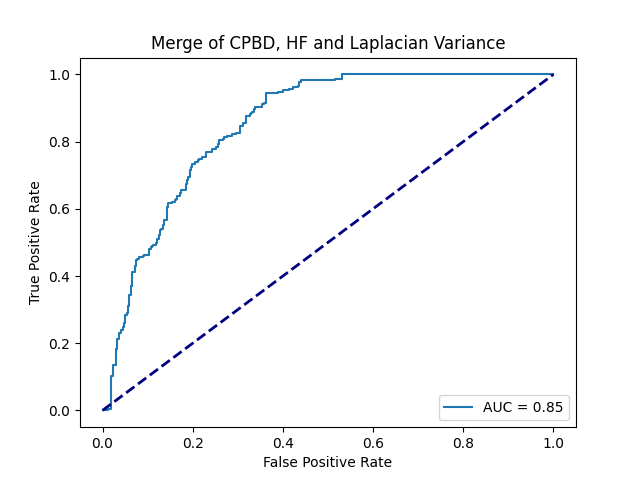 Merge of CPBD, HF and Laplacian Variance
1.0
0.8
0.6
0.4
0.2
0.0
True Positive Rate
0.0 0.2 0.4 0.6 0.8 1.0
False Positive Rate
AUC = 0.85